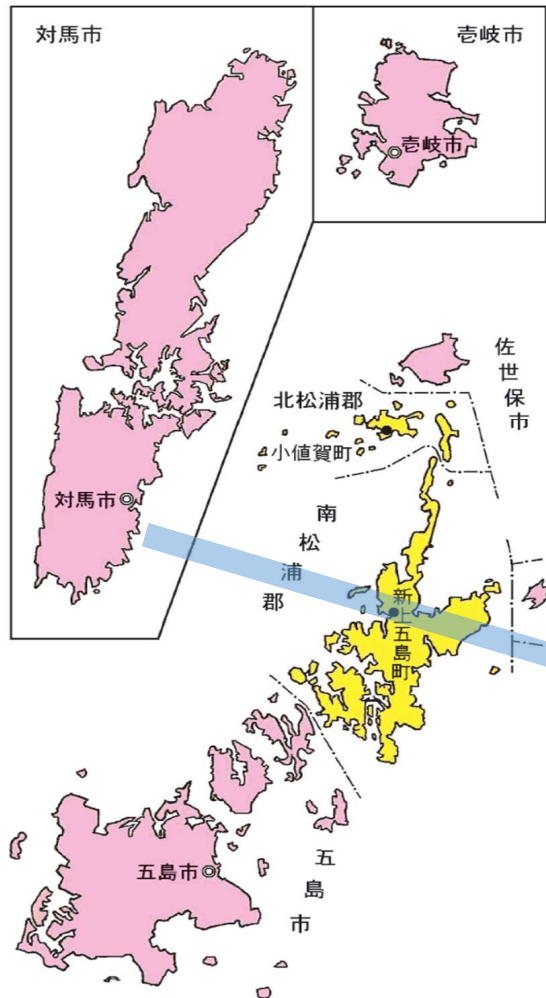 対馬市
壱岐市
壱岐市
佐世保市
北松浦郡
小値賀町
対馬市
南松浦郡
新上五島町
五島市
五島市